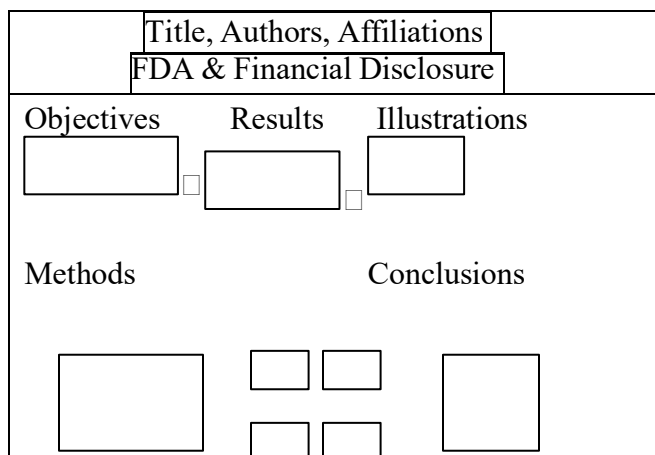 Title, Authors, Affiliations
FDA & Financial Disclosure
Objectives Results Illustrations
Methods Conclusions